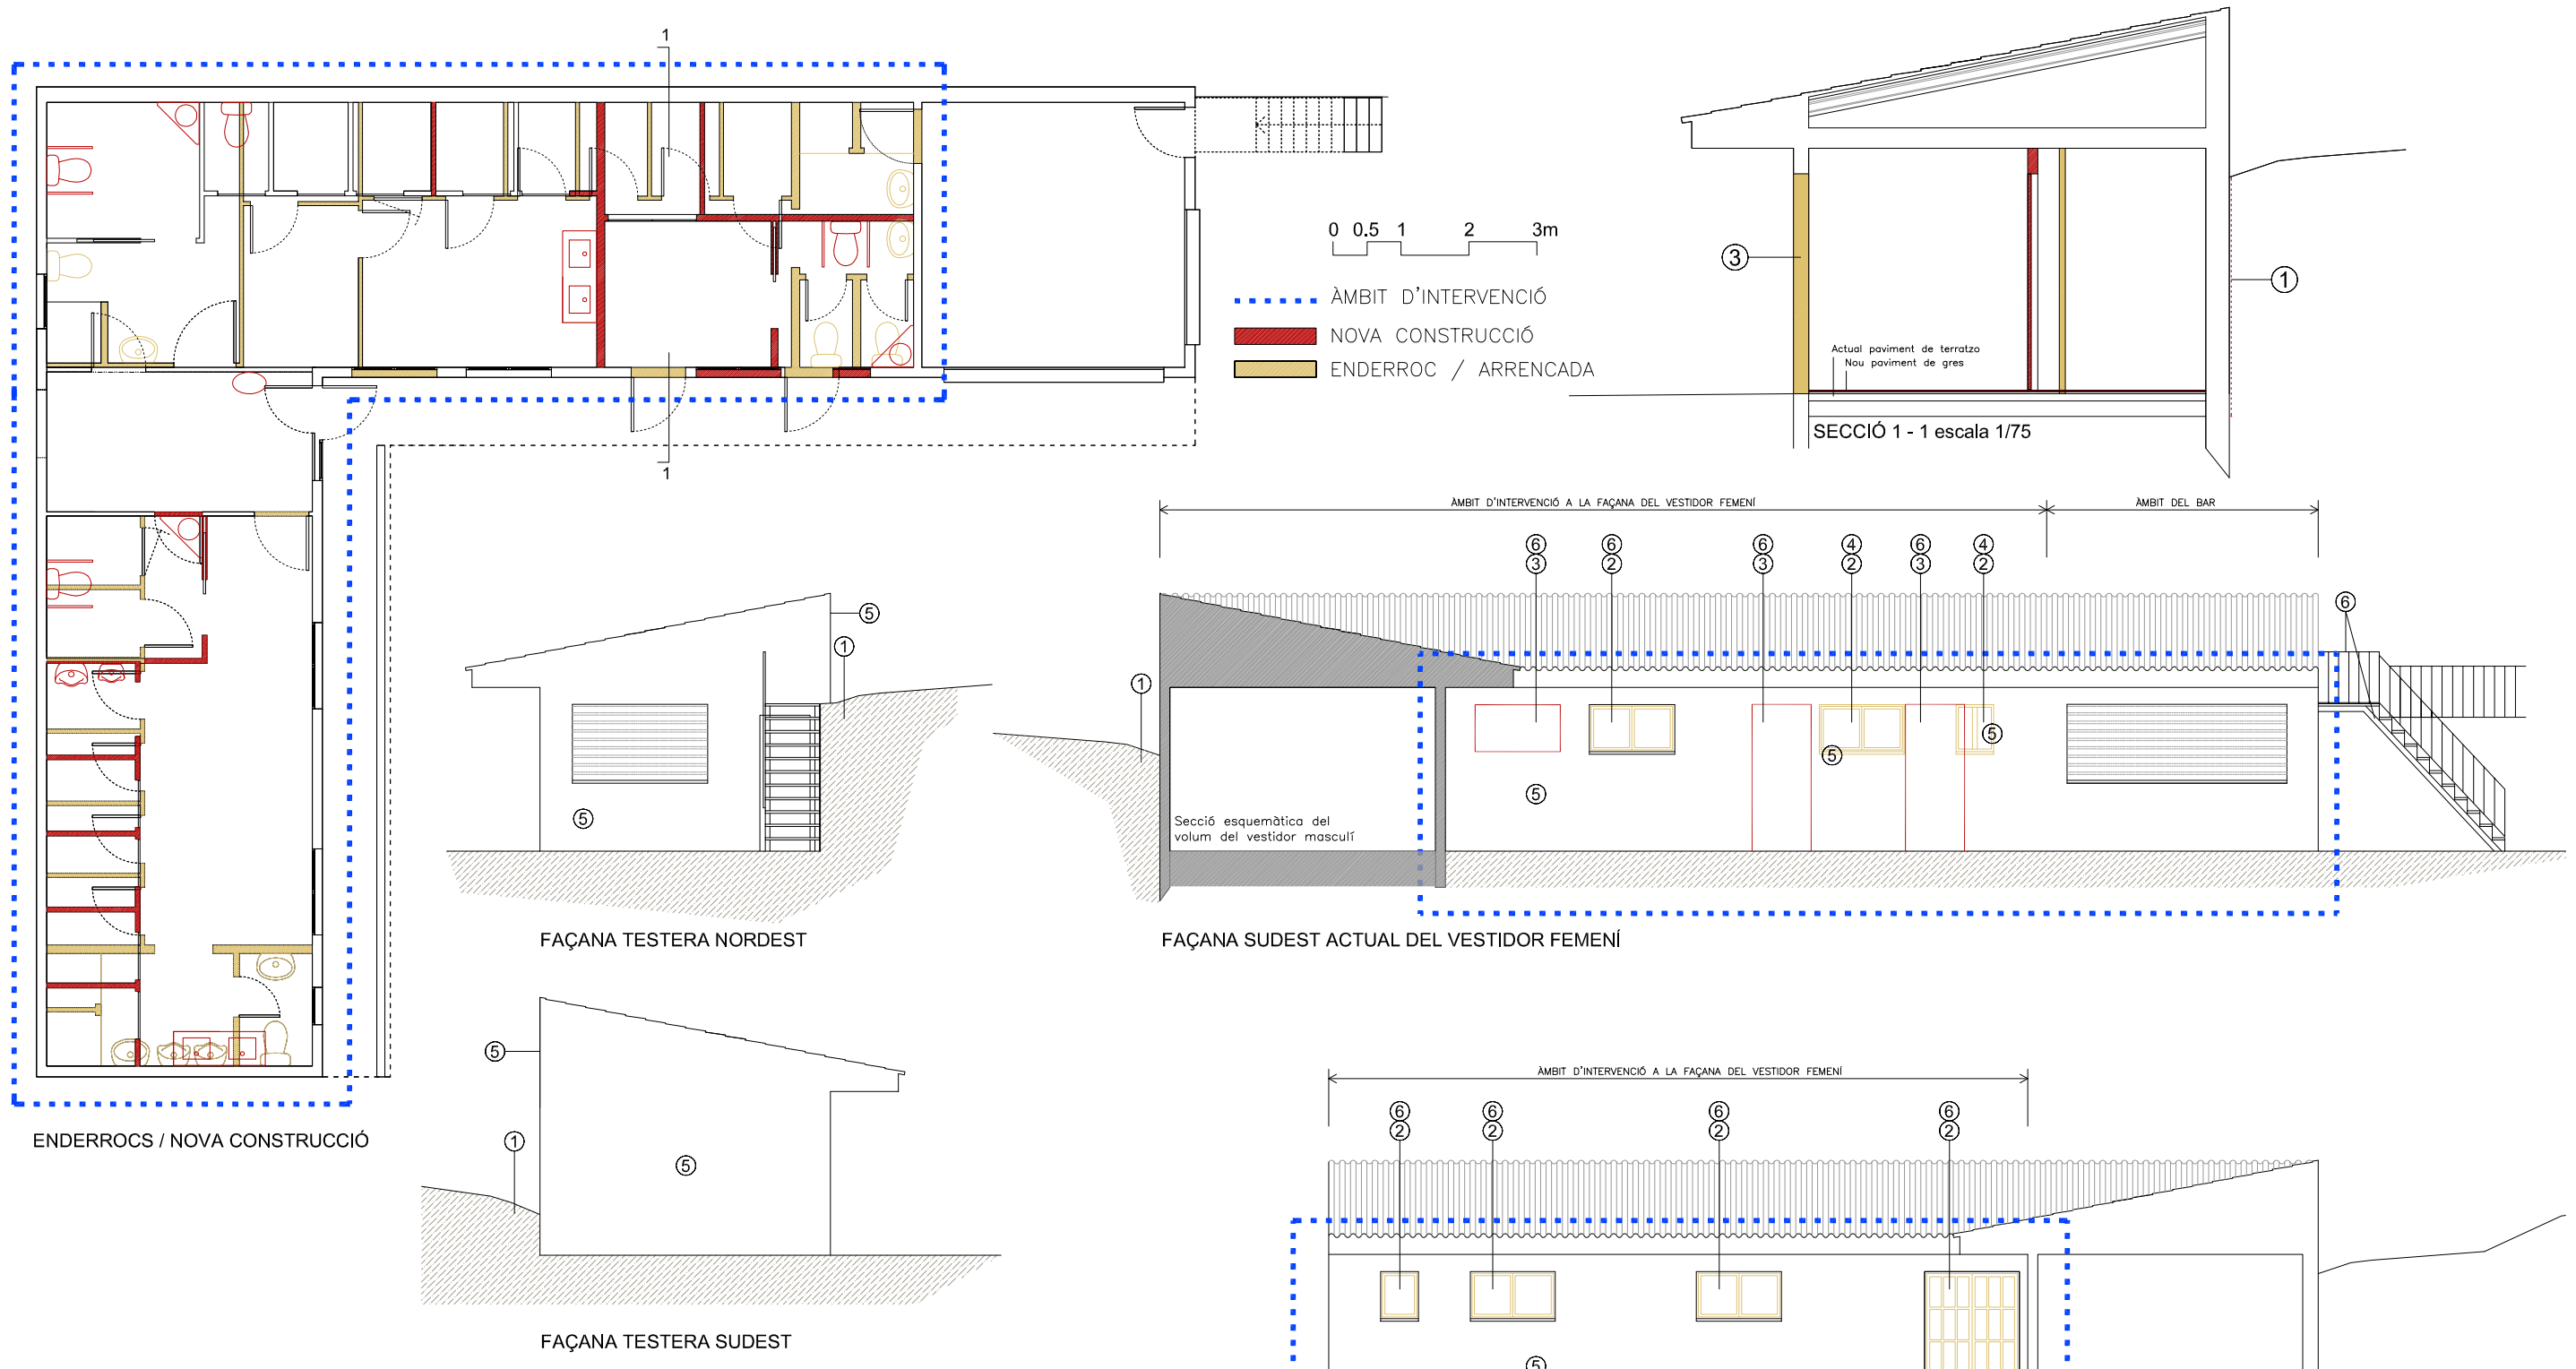 1
1
ENDERROCS / NOVA CONSTRUCCIÓ
0 0.5 1 2 3m
ÀMBIT D'INTERVENCIÓ
NOVA CONSTRUCCIÓ
ENDERROC / ARRENCADA
3
1
Actual paviment de terratzo
Nou paviment de gres
SECCIÓ 1 - 1 escala 1/75
5
1
5
FAÇANA TESTERA NORDEST
ÀMBIT D'INTERVENCIÓ A LA FAÇANA DEL VESTIDOR FEMENÍ
ÀMBIT DEL BAR
6 6 6 4 6 4
3 2 3 2 3 2
6
1
5
5
5
Secció esquemàtica del
volum del vestidor masculí
FAÇANA SUDEST ACTUAL DEL VESTIDOR FEMENÍ
5
1
5
FAÇANA TESTERA SUDEST
ÀMBIT D'INTERVENCIÓ A LA FAÇANA DEL VESTIDOR FEMENÍ
6 6 6 6
2 2 2 2
5